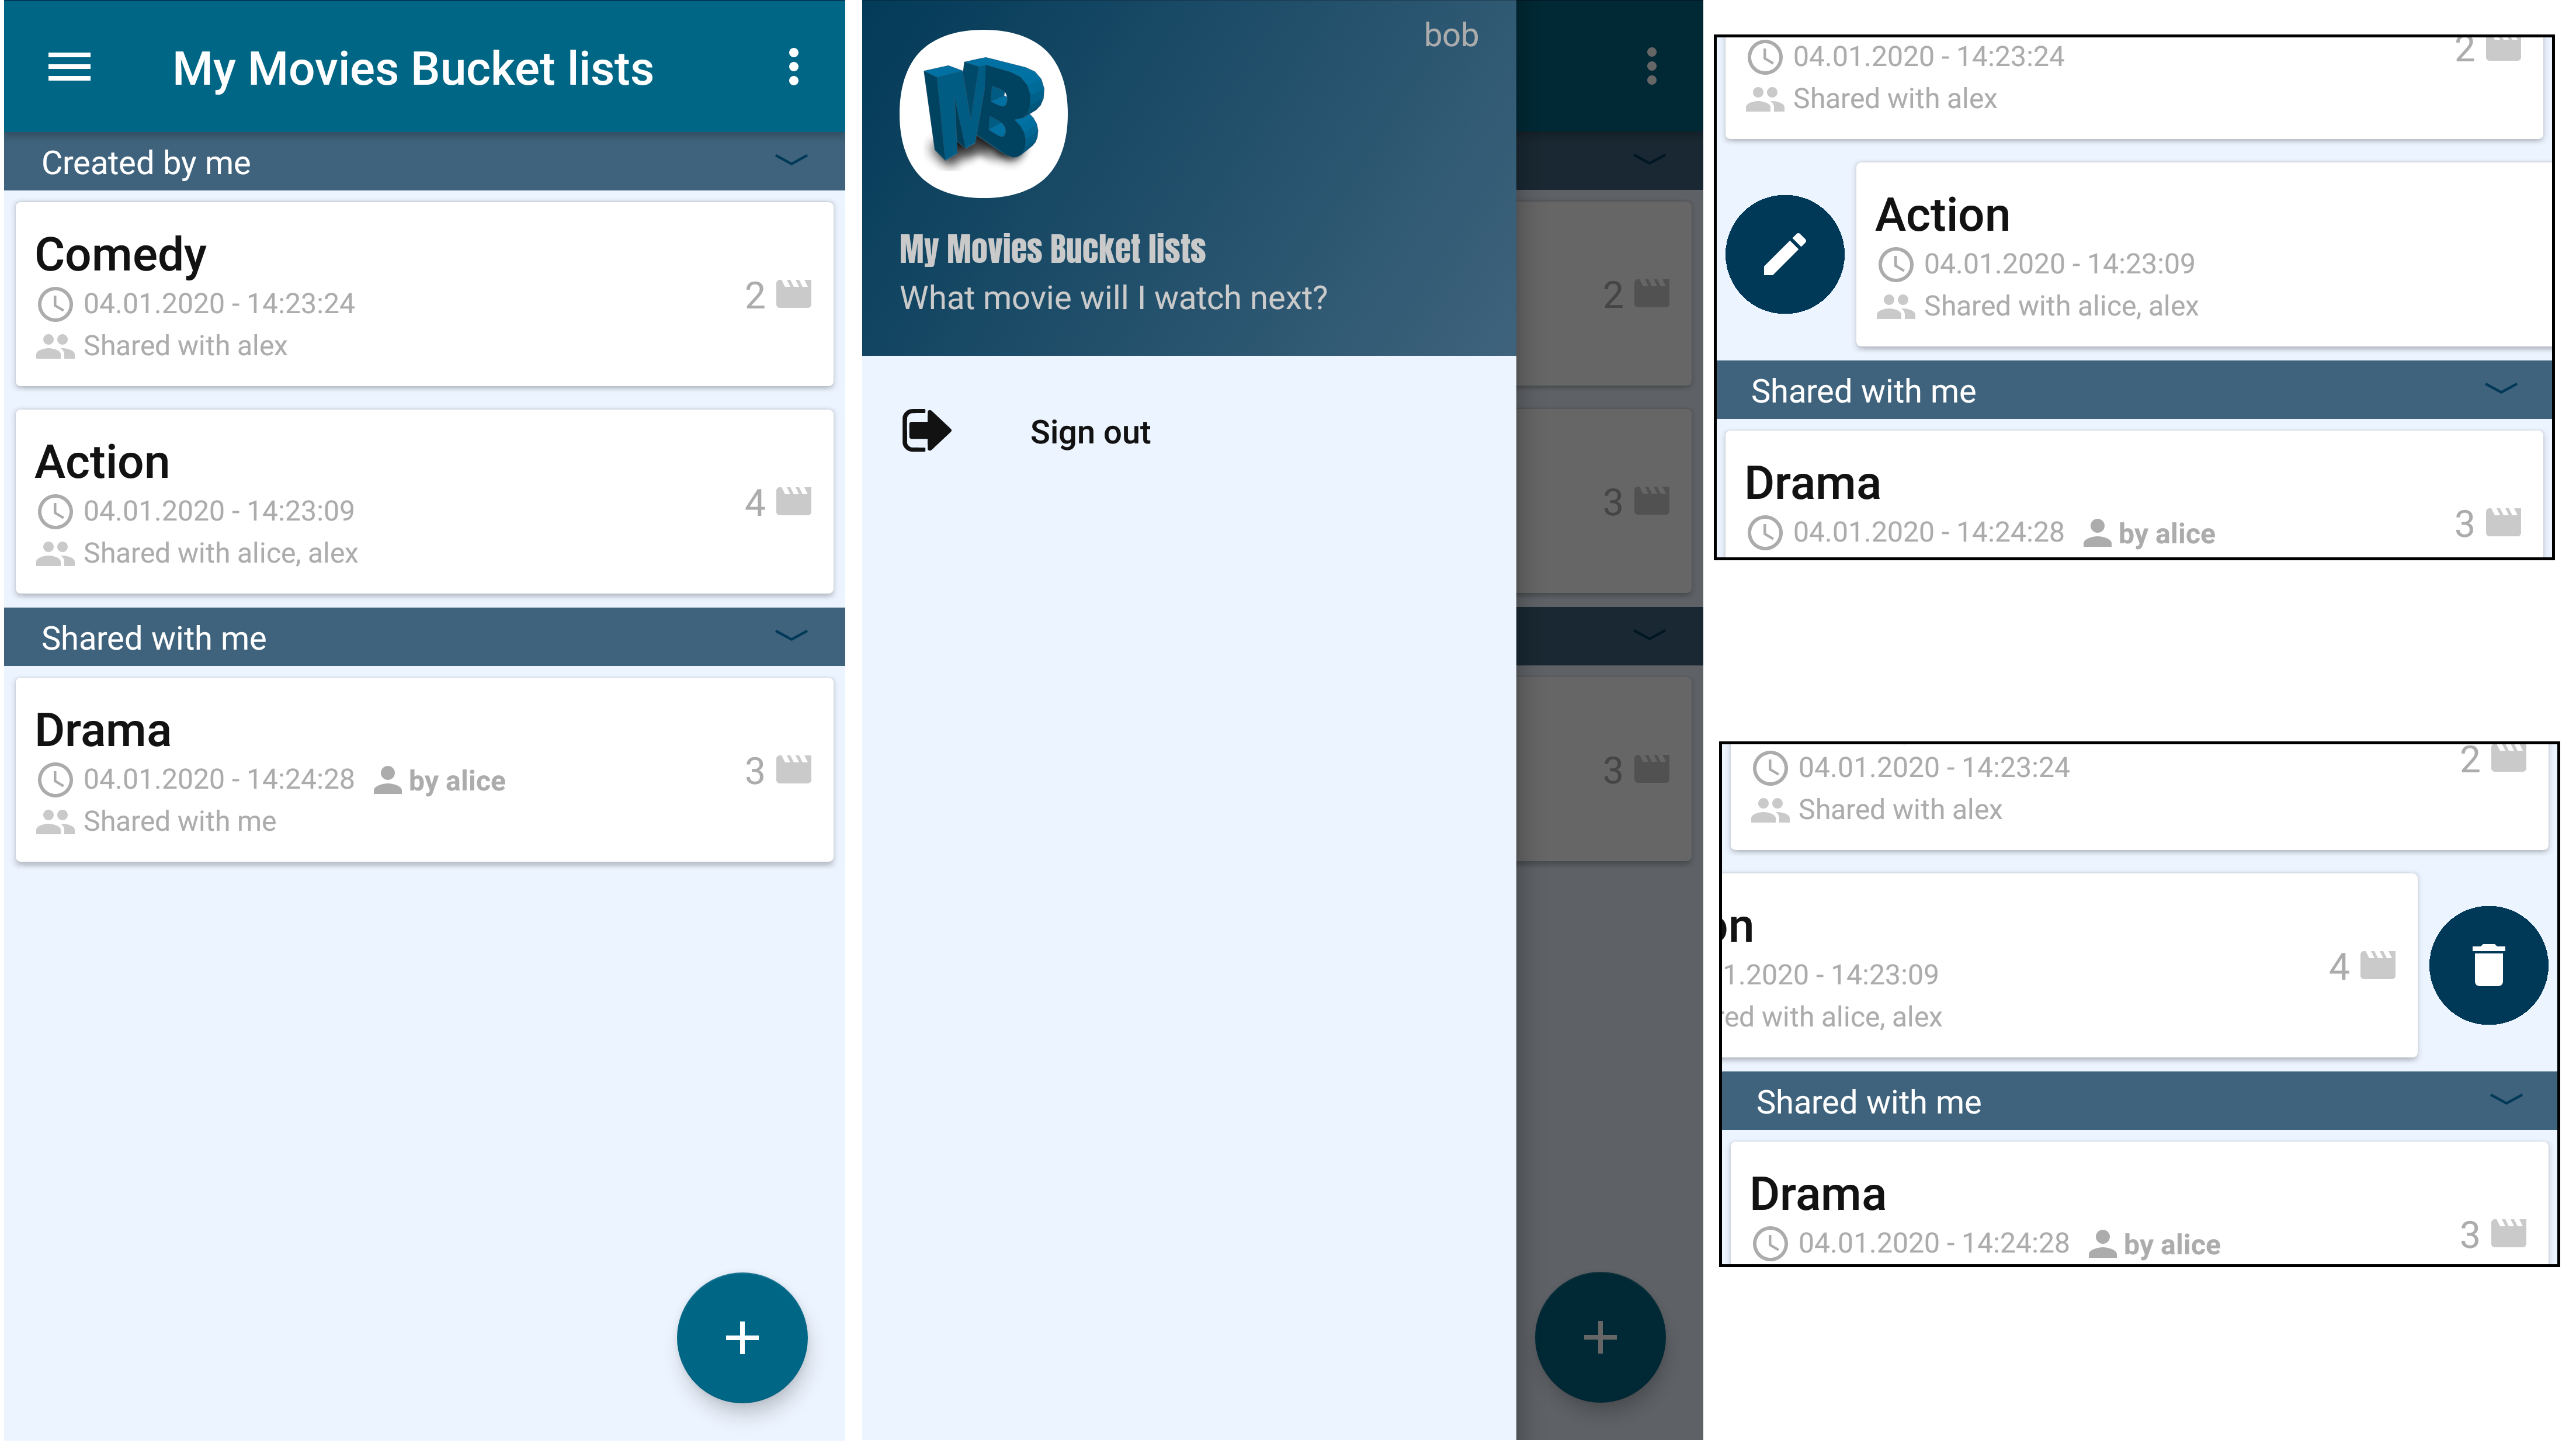 My Movies Bucket lists
Created by me
Comedy
04.01.2020 - 14:23:24
2
Shared with alex
Action
04.01.2020 - 14:23:09
4
Shared with alice, alex
Shared with me
Drama
04.01.2020 - 14:24:28 by alice
3
Shared with me
bob
MB
My Movies Bucket lists
What movie will I watch next?
Sign out
2
3
3
04.01.2020 - 14:23:24
2
Shared with alex
Action
04.01.2020 - 14:23:09
Shared with alice, alex
Shared with me
Drama
04.01.2020 - 14:24:28 by alice
3
04.01.2020 - 14:23:24
2
Shared with alex
on
1.2020 - 14:23:09
4
red with alice, alex
Shared with me
Drama
04.01.2020 - 14:24:28 by alice
3